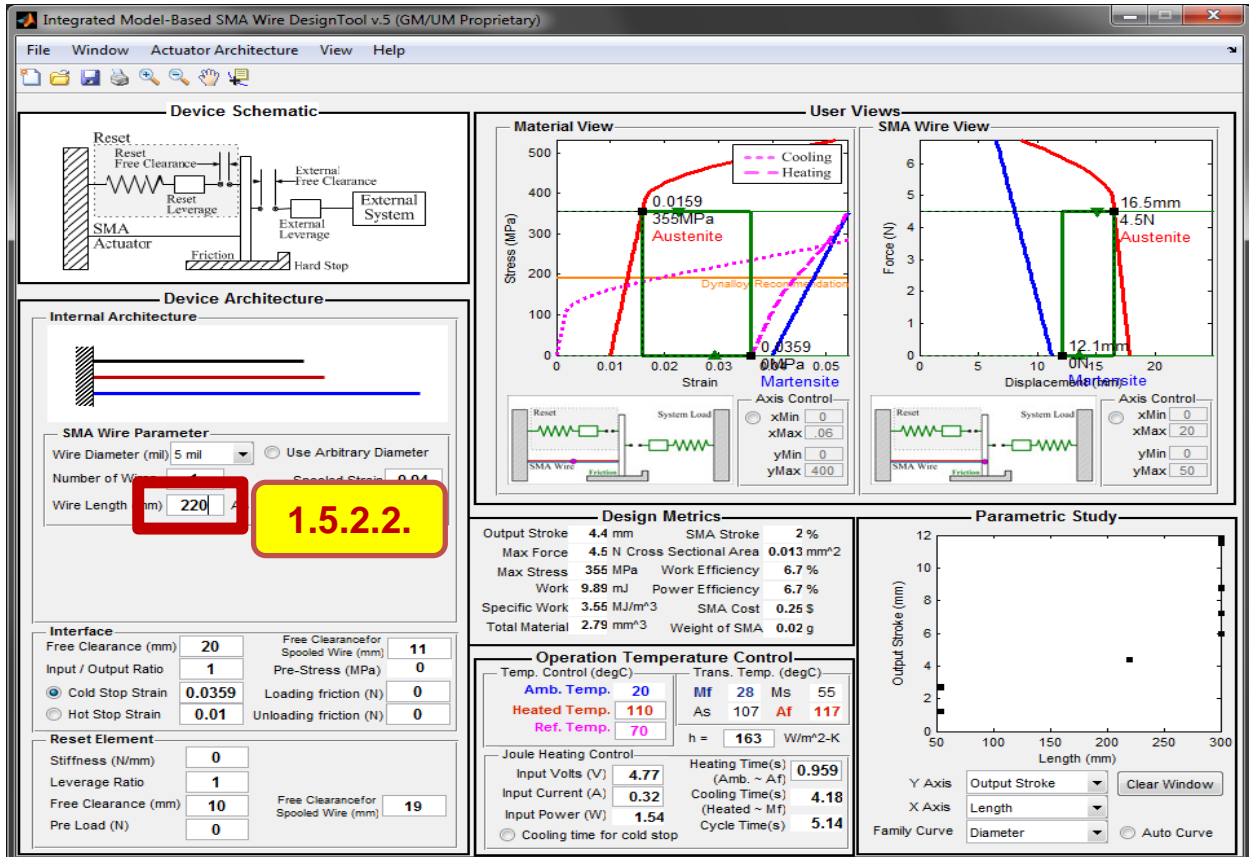 Integrated Model-Based SMA Wire DesignTool v.5 (GM/UM Proprietary)
File Window Actuator Architecture View Help
Device Schematic
Reset
Reset
Free Clearance
External
Free Clearance
Reset
Leverage
External
System
SMA
Actuator
External
Leverage
Friction
Hard Stop
Device Architecture
Internal Architecture
SMA Wire Parameter
Wire Diameter (mil) 5 mil Use Arbitrary Diameter
Number of Wires 1 Spooled Strain 0.04
Wire Length (mm) 220
1.5.2.2.
Interface
Free Clearance (mm) 20 Free Clearancefor
Spooled Wire (mm) 11
Input / Output Ratio 1 Pre-Stress (MPa) 0
Cold Stop Strain 0.0359 Loading friction (N) 0
Hot Stop Strain 0.01 Unloading friction (N) 0
Reset Element
Stiffness (N/mm) 0
Leverage Ratio 1
Free Clearance (mm) 10 Free Clearancefor
Spooled Wire (mm) 19
Pre Load (N) 0
User Views
Material View
500
400
300
200
100
0
Stress (MPa)
Cooling
Heating
0.0159
355MPa
Austenite
Dynalloy Recommendation
0.0359
0MPa
Martensite
0 0.01 0.02 0.03 0.04 0.05
Strain
Reset System Load
SMA Wire Friction
Axis Control
xMin 0
xMax .06
yMin 0
yMax 400
SMA Wire View
6
5
4
3
2
1
0
Force (N)
16.5mm
4.5N
Austenite
12.1mm
0N
Martensite
0 5 10 15 20
Displacement (mm)
Reset System Load
SMA Wire Friction
Axis Control
xMin 0
xMax 20
yMin 0
yMax 50
Design Metrics
Output Stroke 4.4 mm SMA Stroke 2 %
Max Force 4.5 N Cross Sectional Area 0.013 mm^2
Max Stress 355 MPa Work Efficiency 6.7 %
Work 9.89 mJ Power Efficiency 6.7 %
Specific Work 3.55 MJ/m^3 SMA Cost 0.25 $
Total Material 2.79 mm^3 Weight of SMA 0.02 g
Operation Temperature Control
Temp. Control (degC)
Amb. Temp. 20
Heated Temp. 110
Ref. Temp. 70
Trans. Temp. (degC)
Mf 28 Ms 55
As 107 Af 117
h = 163 W/m^2-K
Joule Heating Control
Input Volts (V) 4.77
Input Current (A) 0.32
Input Power (W) 1.54
Cooling time for cold stop
Heating Time(s)
(Amb. ~ Af) 0.959
Cooling Time(s)
(Heated ~ Mf) 4.18
Cycle Time(s) 5.14
Parametric Study
12
10
8
6
4
2
0
Output Stroke (mm)
50 100 150 200 250 300
Length (mm)
Y Axis Output Stroke Clear Window
X Axis Length
Family Curve Diameter Auto Curve